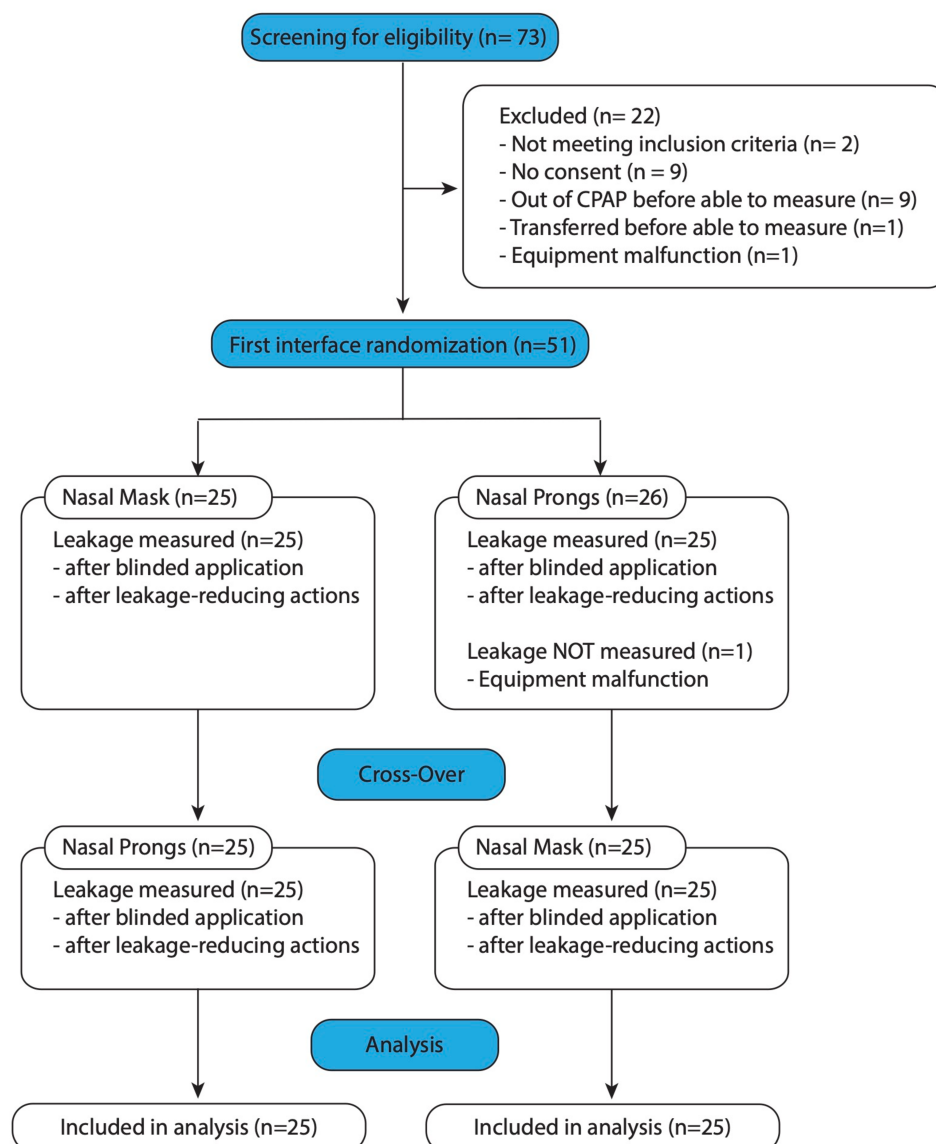 Screening for eligibility (n= 73)
Excluded (n= 22)
- Not meeting inclusion criteria (n= 2)
- No consent (n = 9)
- Out of CPAP before able to measure (n= 9)
- Transferred before able to measure (n=1)
- Equipment malfunction (n=1)
First interface randomization (n=51)
Nasal Mask (n=25)
Leakage measured (n=25)
- after blinded application
- after leakage-reducing actions
Nasal Prongs (n=26)
Leakage measured (n=25)
- after blinded application
- after leakage-reducing actions
Leakage NOT measured (n=1)
- Equipment malfunction
Cross-Over
Nasal Prongs (n=25)
Leakage measured (n=25)
- after blinded application
- after leakage-reducing actions
Nasal Mask (n=25)
Leakage measured (n=25)
- after blinded application
- after leakage-reducing actions
Analysis
Included in analysis (n=25)
Included in analysis (n=25)